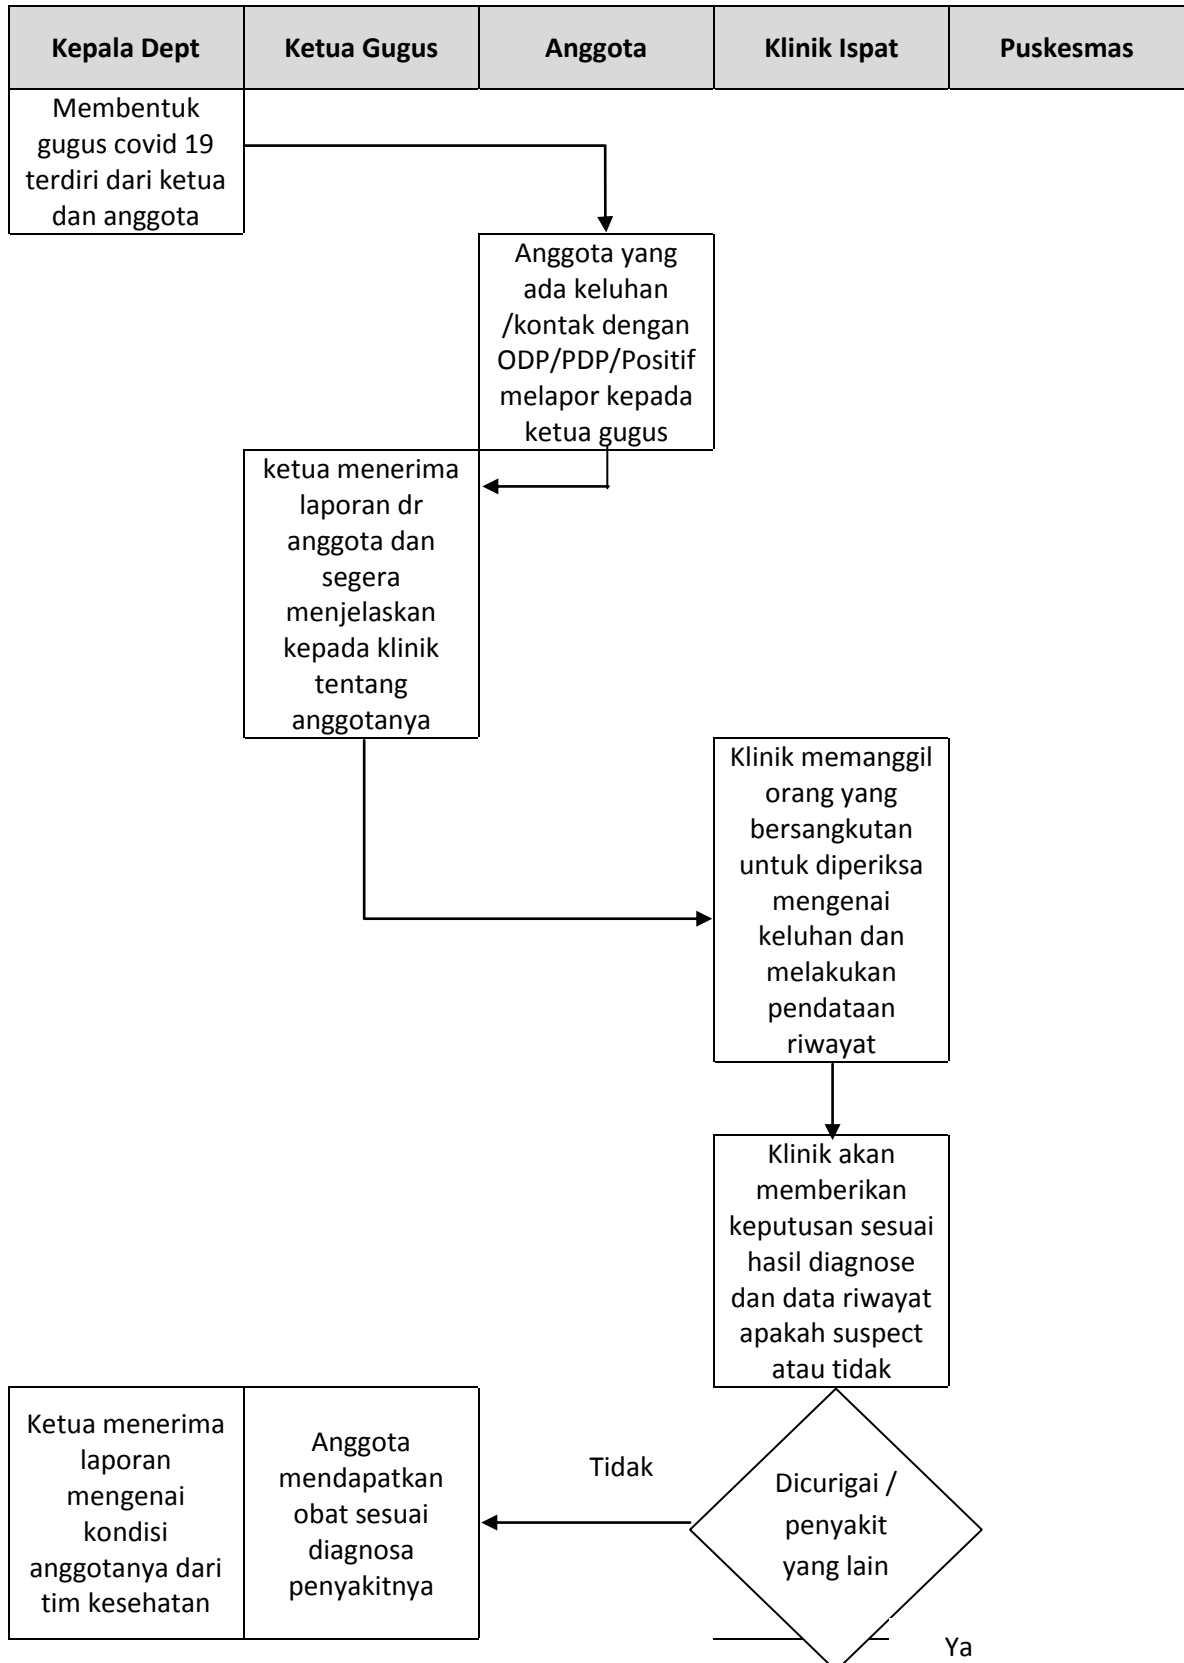 Kepala Dept
Ketua Gugus
Anggota
Klinik Ispat
Puskesmas
Membentuk
gugus covid 19
terdiri dari ketua
dan anggota
Anggota yang
ada keluhan
/kontak dengan
ODP/PDP/Positif
melapor kepada
ketua gugus
ketua menerima
laporan dr
anggota dan
segera
menjelaskan
kepada klinik
tentang
anggotanya
Klinik memanggil
orang yang
bersangkutan
untuk diperiksa
mengenai
keluhan dan
melakukan
pendataan
riwayat
Klinik akan
memberikan
keputusan sesuai
hasil diagnose
dan data riwayat
apakah suspect
atau tidak
Ketua menerima
laporan
mengenai
kondisi
anggotanya dari
tim kesehatan
Anggota
mendapatkan
obat sesuai
diagnosa
penyakitnya
Tidak
Dicurigai /
penyakit
yang lain
Ya